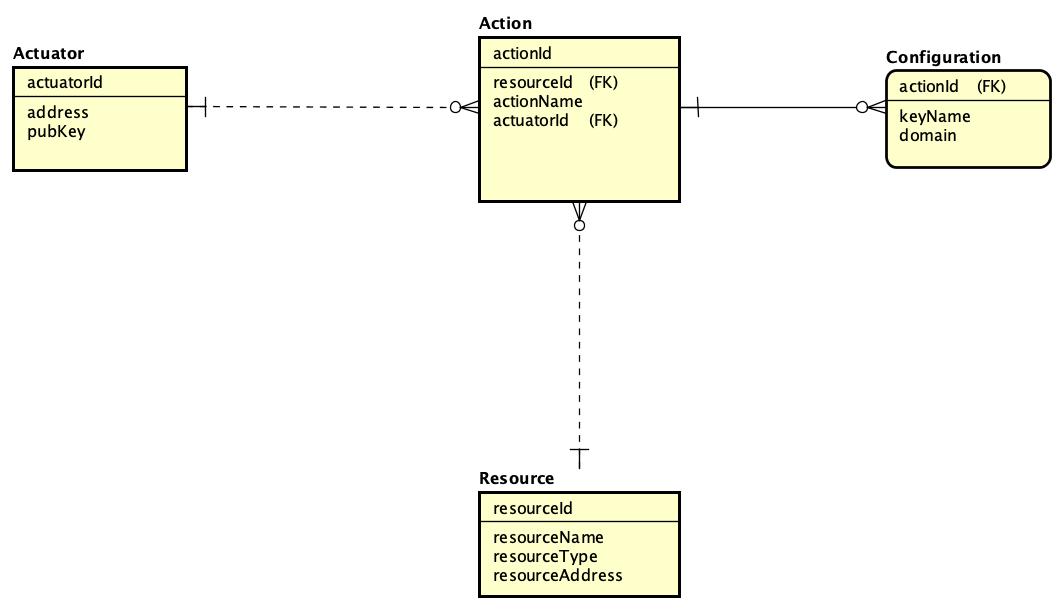 Actuator
actuatorId
address
pubKey
Action
actionId
resourceId (FK)
actionName
actuatorId (FK)
Configuration
actionId (FK)
keyName
domain
Resource
resourceId
resourceName
resourceType
resourceAddress